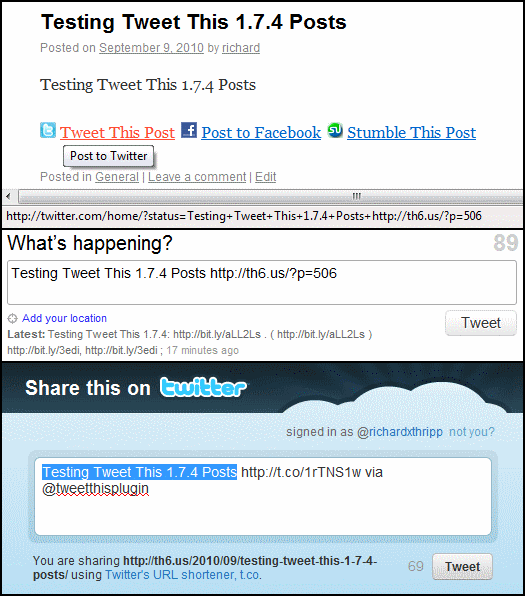 Testing Tweet This 1.7.4 Posts
Posted on September 9, 2010 by richard
Testing Tweet This 1.7.4 Posts
Tweet This Post Post to Facebook Stumble This Post
Post to Twitter
Posted in General | Leave a comment | Edit
http://twitter.com/home/?status=Testing+Tweet+This+1.7.4+Posts+http://th6.us/?p=506
What's happening? 89
Testing Tweet This 1.7.4 Posts http://th6.us/?p=506
Add your location Tweet
Latest: Testing Tweet This 1.7.4: http://bit.ly/aLL2Ls . ( http://bit.ly/aLL2Ls )
http://bit.ly/3edi, http://bit.ly/3edi ; 17 minutes ago
Share this on twitter
signed in as @richardxthripp not you?
Testing Tweet This 1.7.4 Posts http://t.co/1rTNS1w via
@tweetthisplugin
You are sharing http://th6.us/2010/09/testing-tweet-this-1-7-4-
posts/ using Twitter's URL shortener, t.co. 69 Tweet